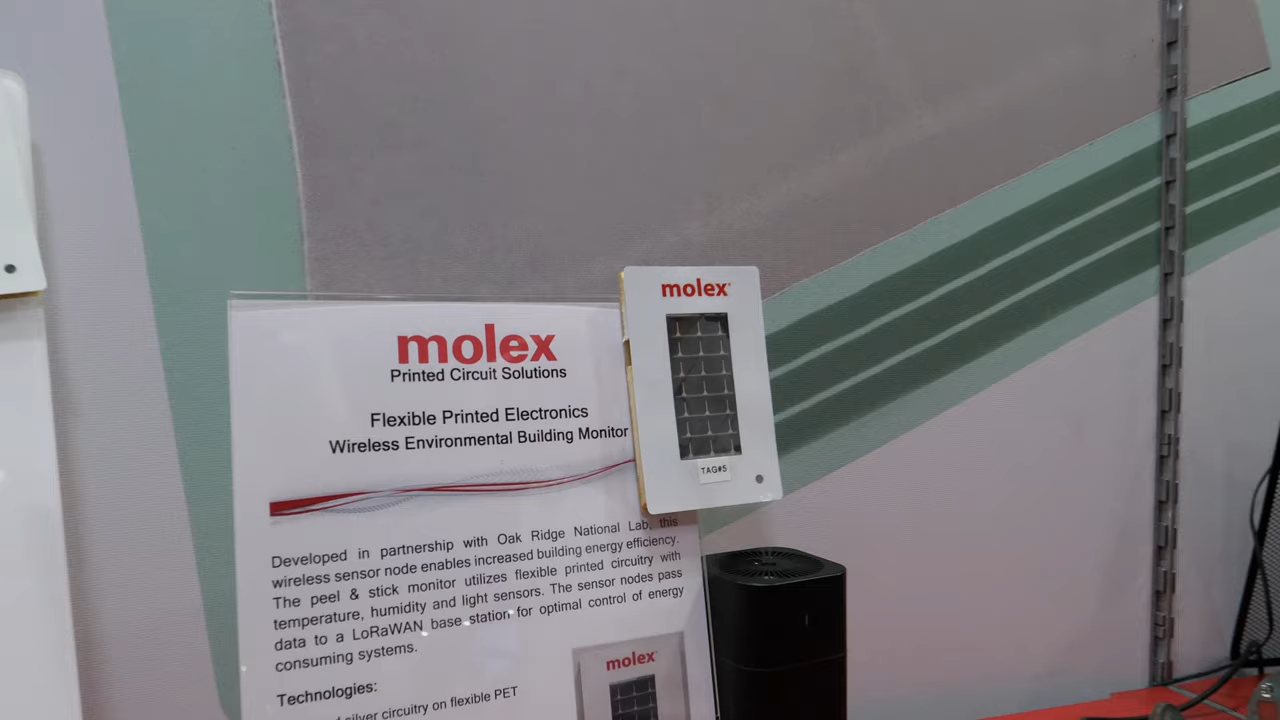 molex
Printed Circuit Solutions
Flexible Printed Electronics
Wireless Environmental Building Monitor
Developed in partnership with Oak Ridge National Lab, this
wireless sensor node enables increased building energy efficiency.
The peel & stick monitor utilizes flexible printed circuitry with
temperature, humidity and light sensors. The sensor nodes pass
data to a LoRaWAN base station for optimal control of energy
consuming systems.
Technologies:
silver circuitry on flexible PET
molex
molex
TAG#5